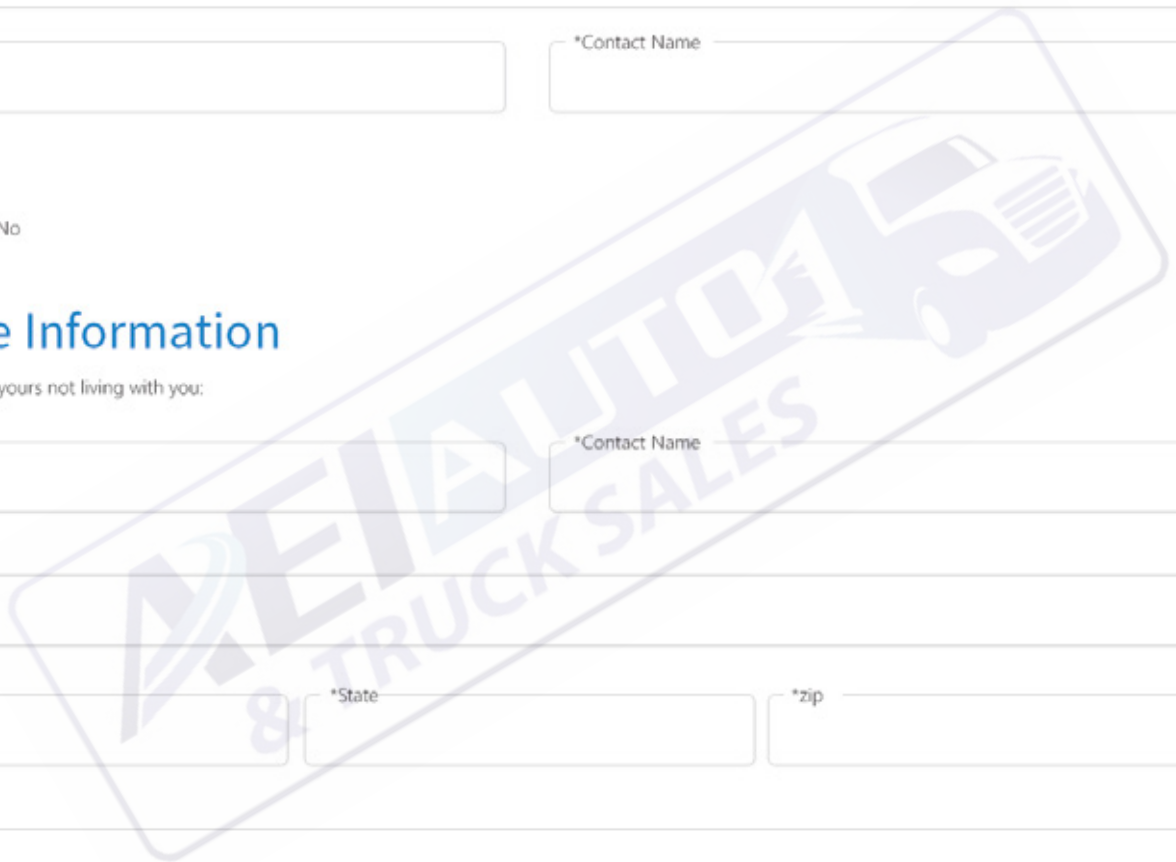 *Contact Name
No
e Information
yours not living with you:
*Contact Name
AEI AUTO
& TRUCK SALES
*State
*zip